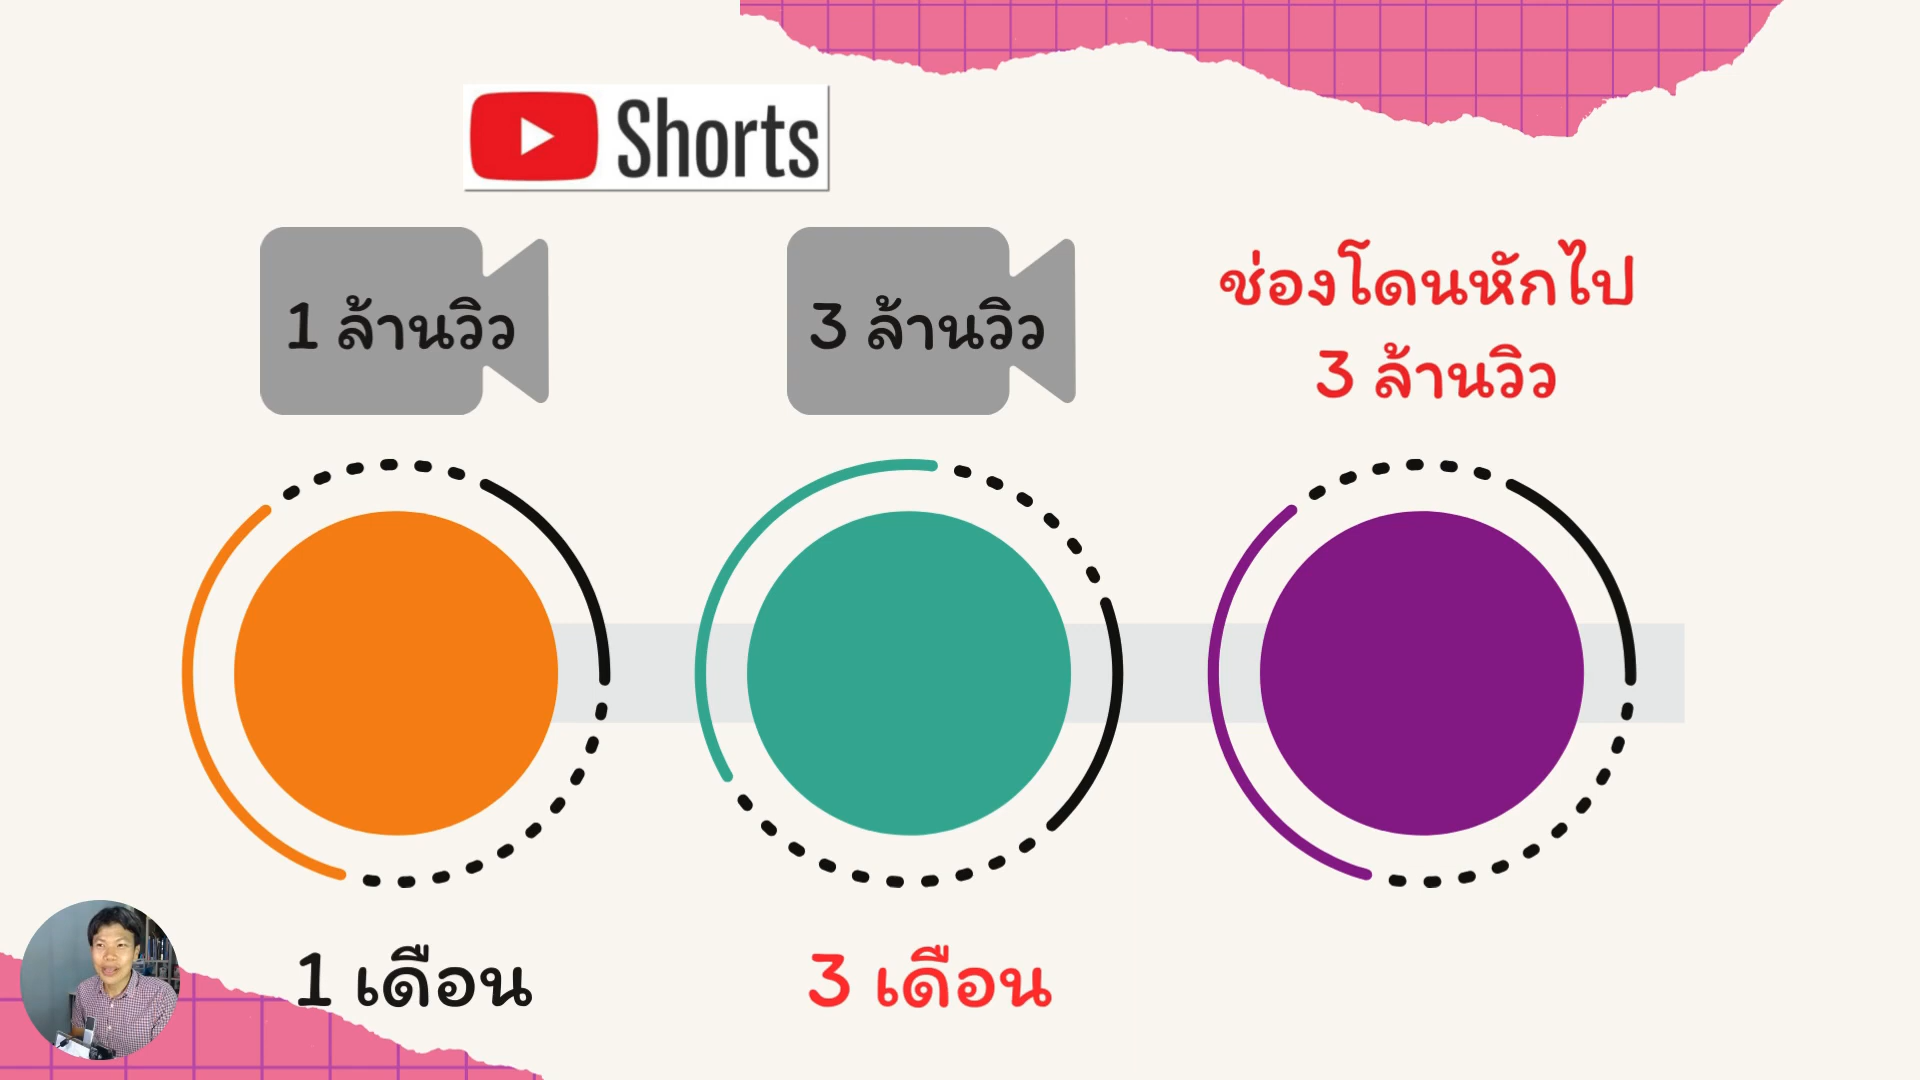 Shorts
1 ล้านวิว
3 ล้านวิว
ช่องโดนหักไป
3 ล้านวิว
1 เดือน
3 เดือน